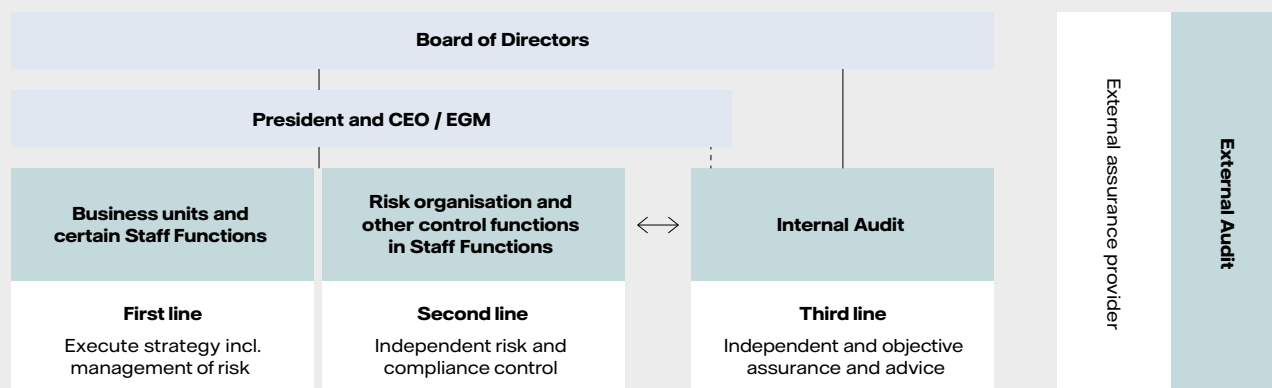 Board of Directors
President and CEO / EGM
Business units and
certain Staff Functions
Risk organisation and
other control functions
in Staff Functions
Internal Audit
First line
Execute strategy incl.
management of risk
Second line
Independent risk and
compliance control
Third line
Independent and objective
assurance and advice
External assurance provider
External Audit